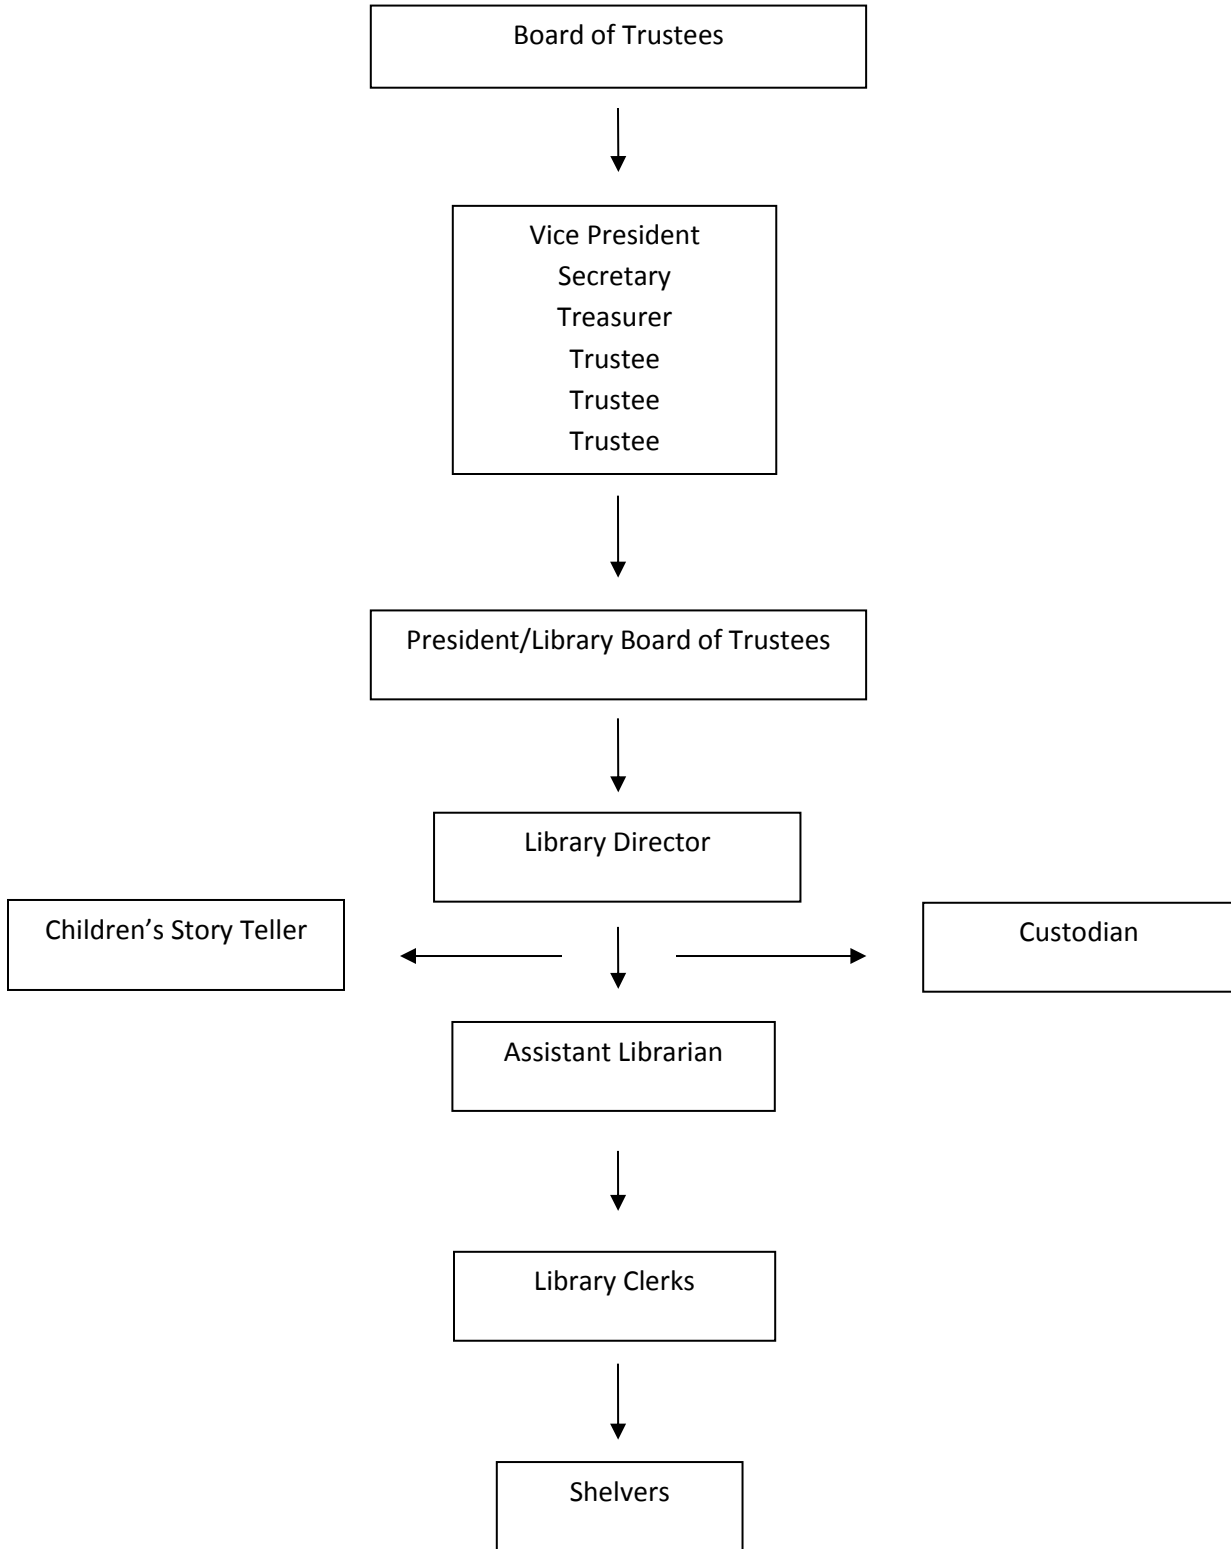 Board of Trustees
Vice President
Secretary
Treasurer
Trustee
Trustee
Trustee
President/Library Board of Trustees
Library Director
Children’s Story Teller
Custodian
Assistant Librarian
Library Clerks
Shelvers